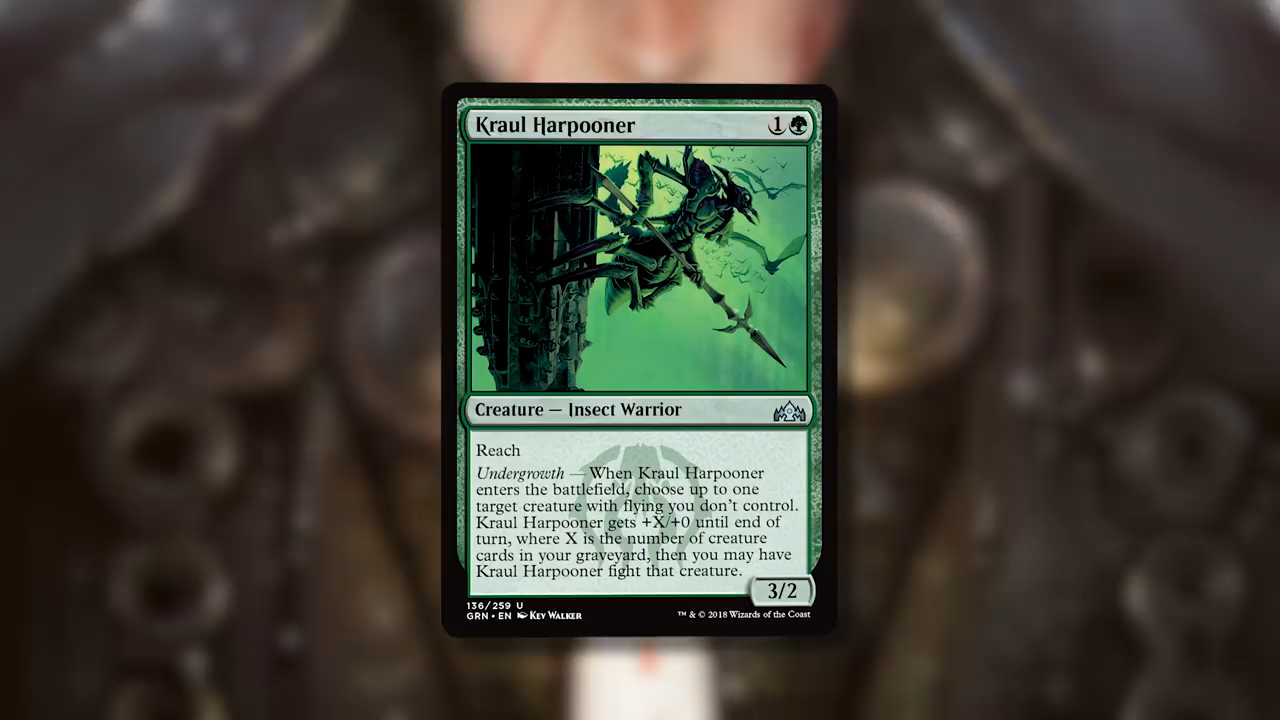 Kraul Harpooner 1
Creature — Insect Warrior
Reach
Undergrowth — When Kraul Harpooner
enters the battlefield, choose up to one
target creature with flying you don't control.
Kraul Harpooner gets +X/+0 until end of
turn, where X is the number of creature
cards in your graveyard, then you may have
Kraul Harpooner fight that creature.
3/2
136/259 U
GRN • EN Kev Walker
™ & © 2018 Wizards of the Coast